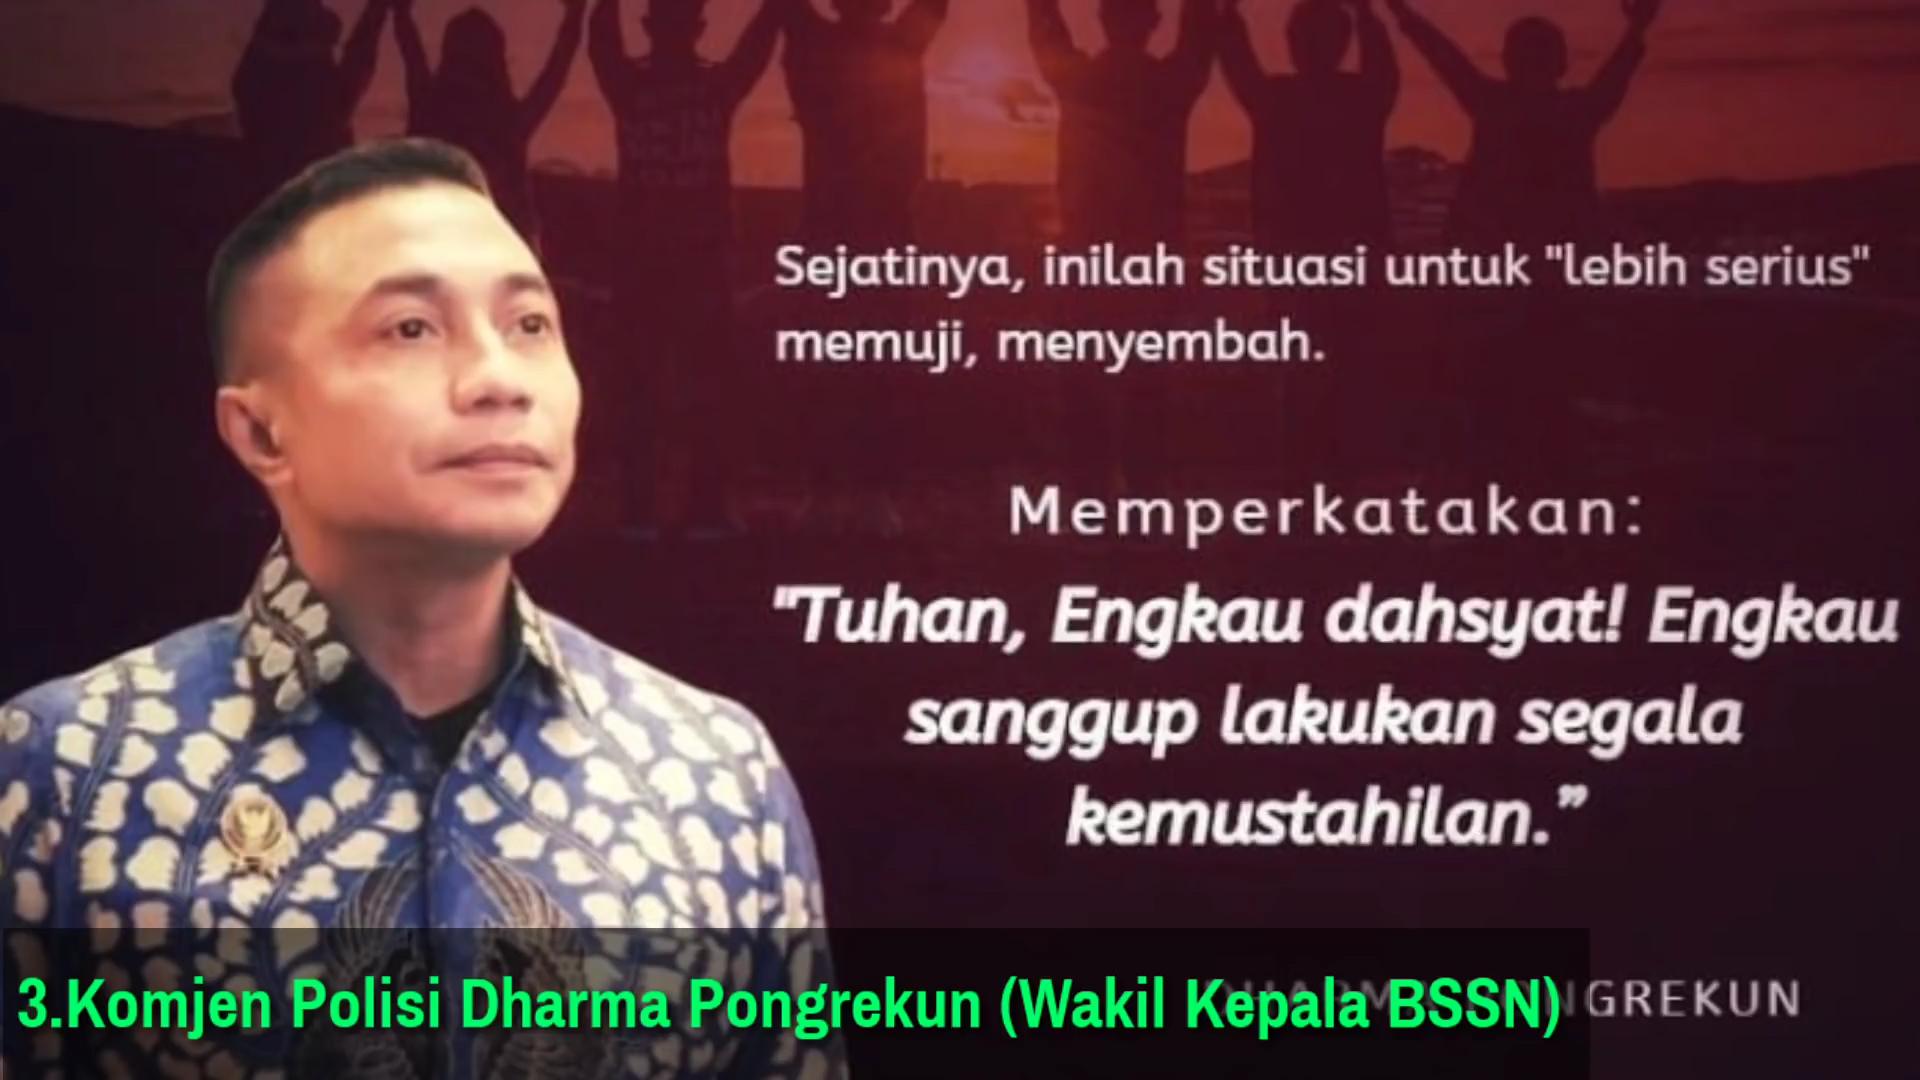 Sejatinya, inilah situasi untuk "lebih serius"
memuji, menyembah.
Memperkatakan:
"Tuhan, Engkau dahsyat! Engkau
sanggup lakukan segala
kemustahilan.”
3.Komjen Polisi Dharma Pongrekun (Wakil Kepala BSSN)